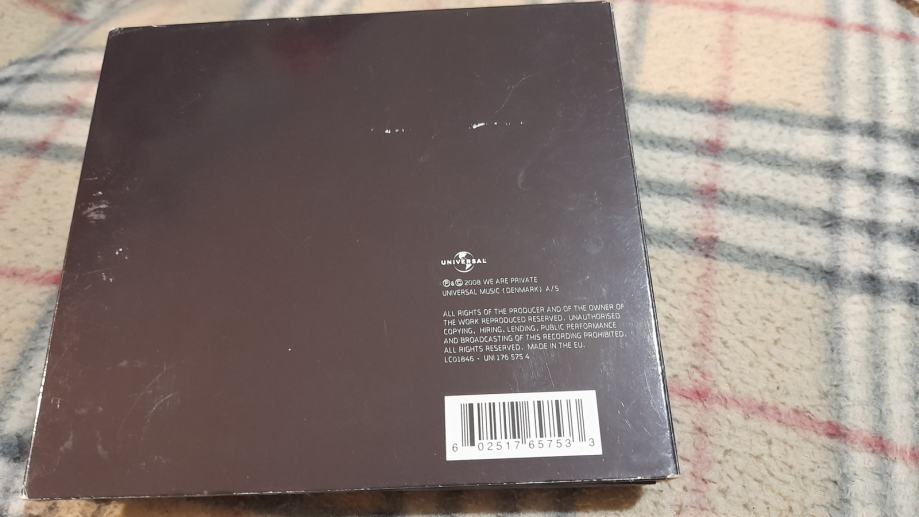 UNIVERSAL
℗&© 2008 WE ARE PRIVATE
UNIVERSAL MUSIC (DENMARK) A/S
ALL RIGHTS OF THE PRODUCER AND OF THE OWNER OF
THE WORK REPRODUCED RESERVED. UNAUTHORISED
COPYING, HIRING, LENDING, PUBLIC PERFORMANCE
AND BROADCASTING OF THIS RECORDING PROHIBITED.
ALL RIGHTS RESERVED. MADE IN THE EU.
LC01846 - UNI 176 575 4
6 02517 65753 3